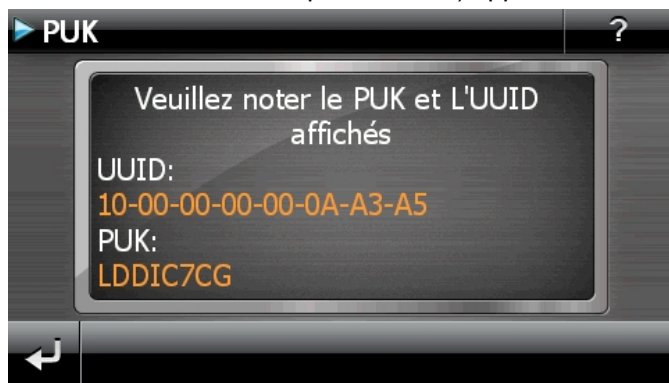 PUK
?
Veuillez noter le PUK et L'UUID
affichés
UUID:
10-00-00-00-00-0A-A3-A5
PUK:
LDDIC7CG